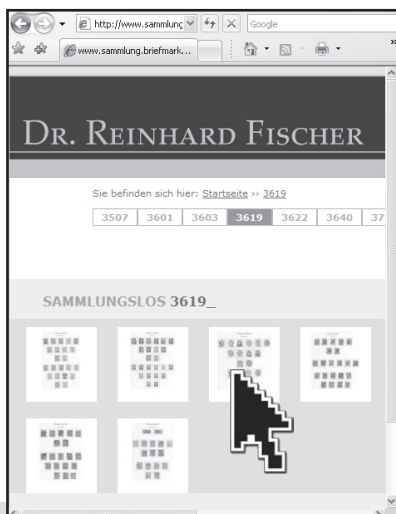 http://www.sammlung
Google
www.sammlung.briefmark...
»
DR. REINHARD FISCHER
Sie befinden sich hier: Startseite >> 3619
3507 3601 3603 3619 3622 3640 37
SAMMLUNGSLOS 3619_